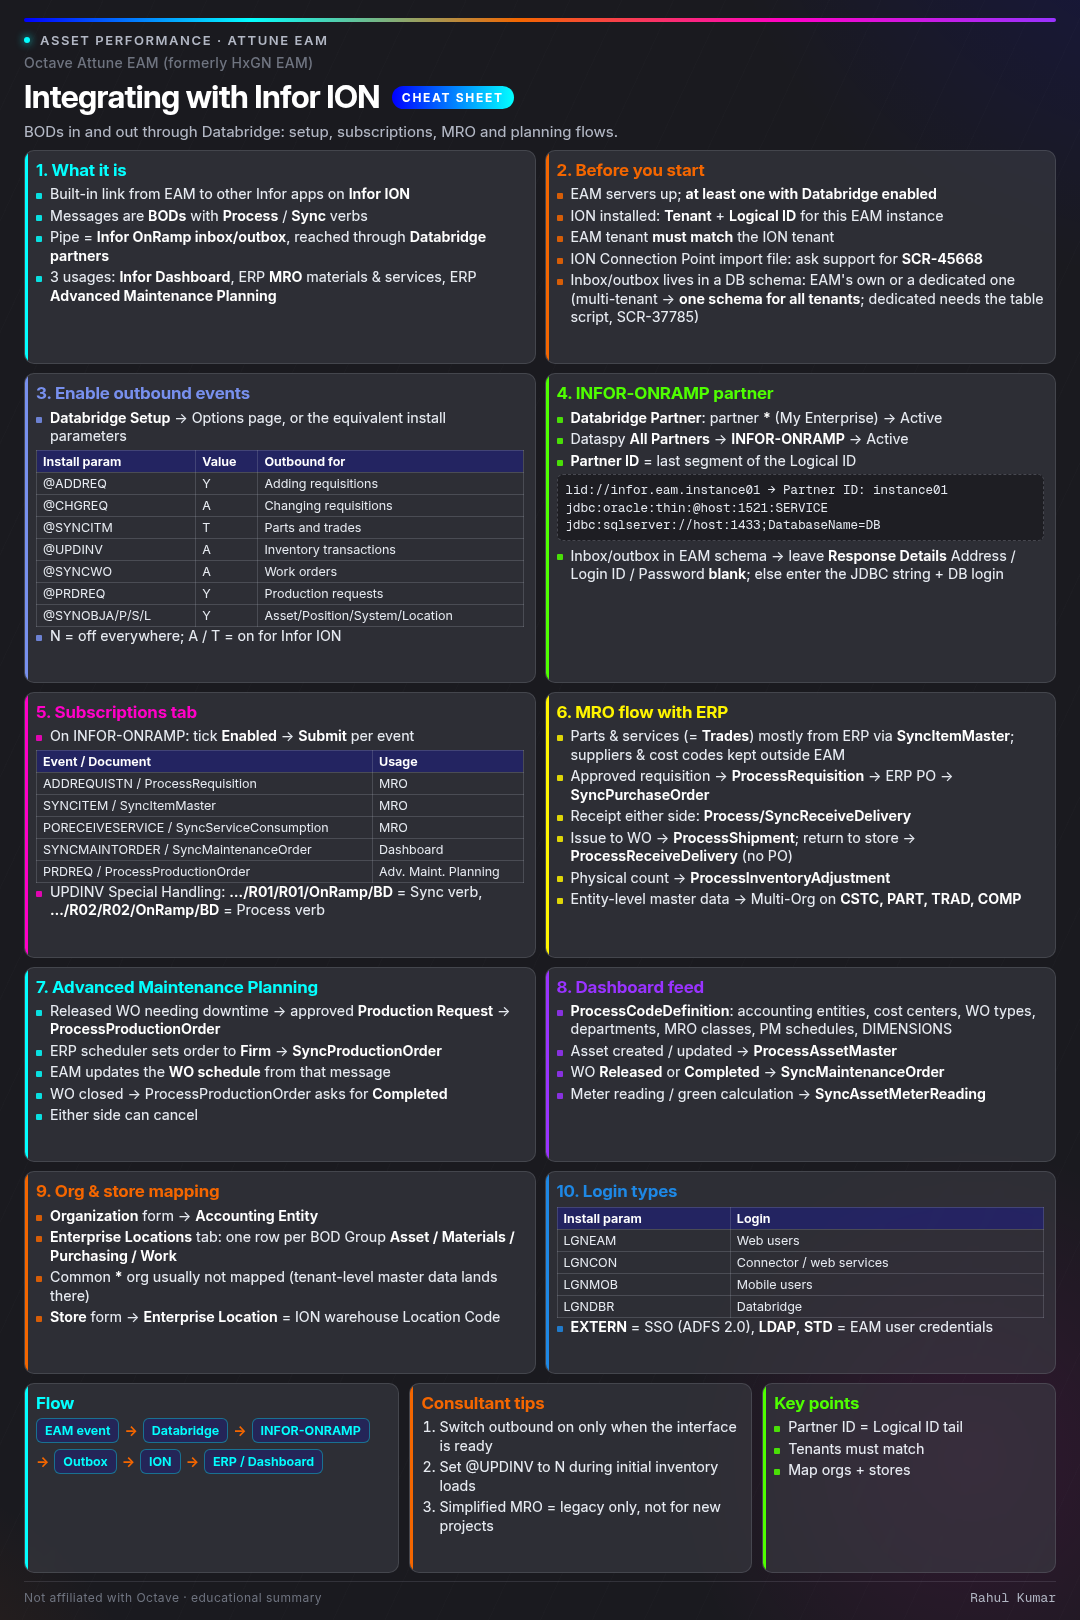 ASSET PERFORMANCE · ATTUNE EAM
Octave Attune EAM (formerly HxGN EAM)
Integrating with Infor ION CHEAT SHEET
BODs in and out through Databridge: setup, subscriptions, MRO and planning flows.
1. What it is
Built-in link from EAM to other Infor apps on Infor ION
Messages are BODs with Process / Sync verbs
Pipe = Infor OnRamp inbox/outbox, reached through Databridge
partners
3 usages: Infor Dashboard, ERP MRO materials & services, ERP
Advanced Maintenance Planning
2. Before you start
EAM servers up; at least one with Databridge enabled
ION installed: Tenant + Logical ID for this EAM instance
EAM tenant must match the ION tenant
ION Connection Point import file: ask support for SCR-45668
Inbox/outbox lives in a DB schema: EAM's own or a dedicated one
(multi-tenant → one schema for all tenants; dedicated needs the table
script, SCR-37785)
3. Enable outbound events
Databridge Setup → Options page, or the equivalent install
parameters
Install param Value Outbound for
@ADDREQ Y Adding requisitions
@CHGREQ A Changing requisitions
@SYNCITM T Parts and trades
@UPDINV A Inventory transactions
@SYNCWO A Work orders
@PRDREQ Y Production requests
@SYNOBJA/P/S/L Y Asset/Position/System/Location
N = off everywhere; A / T = on for Infor ION
4. INFOR-ONRAMP partner
Databridge Partner: partner * (My Enterprise) → Active
Dataspy All Partners → INFOR-ONRAMP → Active
Partner ID = last segment of the Logical ID
lid://infor.eam.instance01 → Partner ID: instance01
jdbc:oracle:thin:@host:1521:SERVICE
jdbc:sqlserver://host:1433;DatabaseName=DB
Inbox/outbox in EAM schema → leave Response Details Address /
Login ID / Password blank; else enter the JDBC string + DB login
5. Subscriptions tab
On INFOR-ONRAMP: tick Enabled → Submit per event
Event / Document Usage
ADDREQUISTN / ProcessRequisition MRO
SYNCITEM / SyncItemMaster MRO
PORECEIVESERVICE / SyncServiceConsumption MRO
SYNCMAINTORDER / SyncMaintenanceOrder Dashboard
PRDREQ / ProcessProductionOrder Adv. Maint. Planning
UPDINV Special Handling: .../R01/R01/OnRamp/BD = Sync verb,
.../R02/R02/OnRamp/BD = Process verb
6. MRO flow with ERP
Parts & services (= Trades) mostly from ERP via SyncItemMaster;
suppliers & cost codes kept outside EAM
Approved requisition → ProcessRequisition → ERP PO →
SyncPurchaseOrder
Receipt either side: Process/SyncReceiveDelivery
Issue to WO → ProcessShipment; return to store →
ProcessReceiveDelivery (no PO)
Physical count → ProcessInventoryAdjustment
Entity-level master data → Multi-Org on CSTC, PART, TRAD, COMP
7. Advanced Maintenance Planning
Released WO needing downtime → approved Production Request →
ProcessProductionOrder
ERP scheduler sets order to Firm → SyncProductionOrder
EAM updates the WO schedule from that message
WO closed → ProcessProductionOrder asks for Completed
Either side can cancel
8. Dashboard feed
ProcessCodeDefinition: accounting entities, cost centers, WO types,
departments, MRO classes, PM schedules, DIMENSIONS
Asset created / updated → ProcessAssetMaster
WO Released or Completed → SyncMaintenanceOrder
Meter reading / green calculation → SyncAssetMeterReading
9. Org & store mapping
Organization form → Accounting Entity
Enterprise Locations tab: one row per BOD Group Asset / Materials /
Purchasing / Work
Common * org usually not mapped (tenant-level master data lands
there)
Store form → Enterprise Location = ION warehouse Location Code
10. Login types
Install param Login
LGNEAM Web users
LGNCON Connector / web services
LGNMOB Mobile users
LGNDBR Databridge
EXTERN = SSO (ADFS 2.0), LDAP, STD = EAM user credentials
Flow
EAM event → Databridge → INFOR-ONRAMP
→ Outbox → ION → ERP / Dashboard
Consultant tips
1. Switch outbound on only when the interface
is ready
2. Set @UPDINV to N during initial inventory
loads
3. Simplified MRO = legacy only, not for new
projects
Key points
Partner ID = Logical ID tail
Tenants must match
Map orgs + stores
Not affiliated with Octave · educational summary
Rahul Kumar